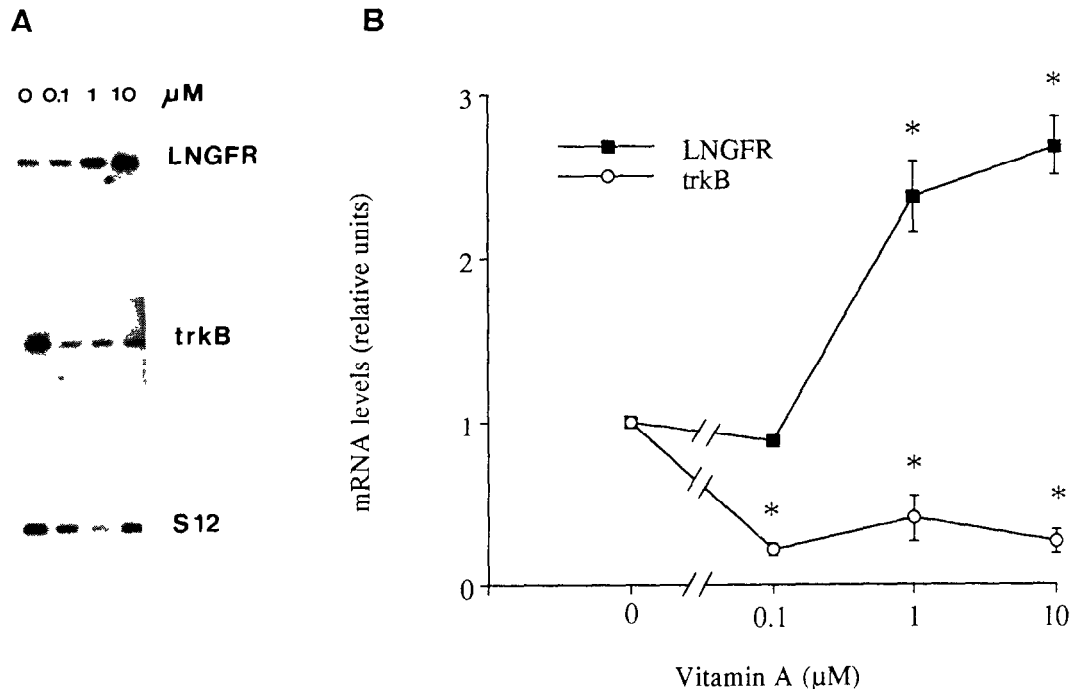 A
0 0.1 1 10 µM
LNGFR
trkB
S12
B
mRNA levels (relative units)
3
2
1
0
LNGFR
trkB
* *
* * *
0 0.1 1 10
Vitamin A (µM)